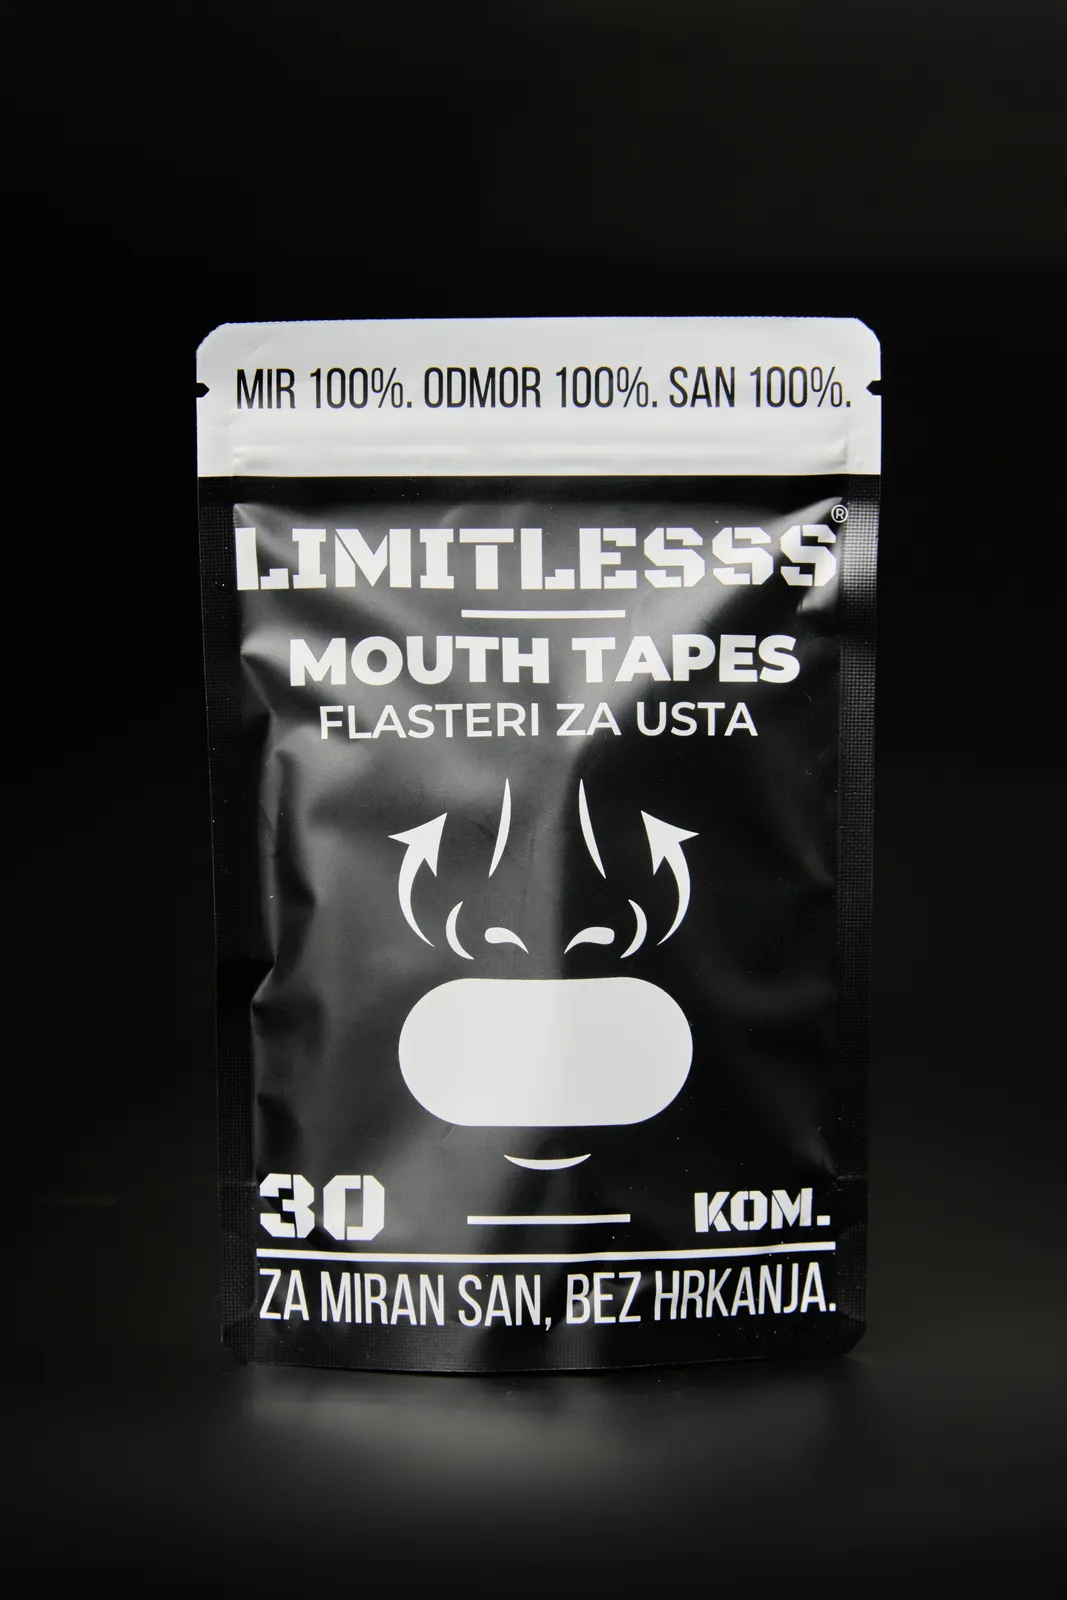 MIR 100%. ODMOR 100%. SAN 100%.
LIMITLESSS®
MOUTH TAPES
FLASTERI ZA USTA
30 KOM.
ZA MIRAN SAN, BEZ HRKANJA.